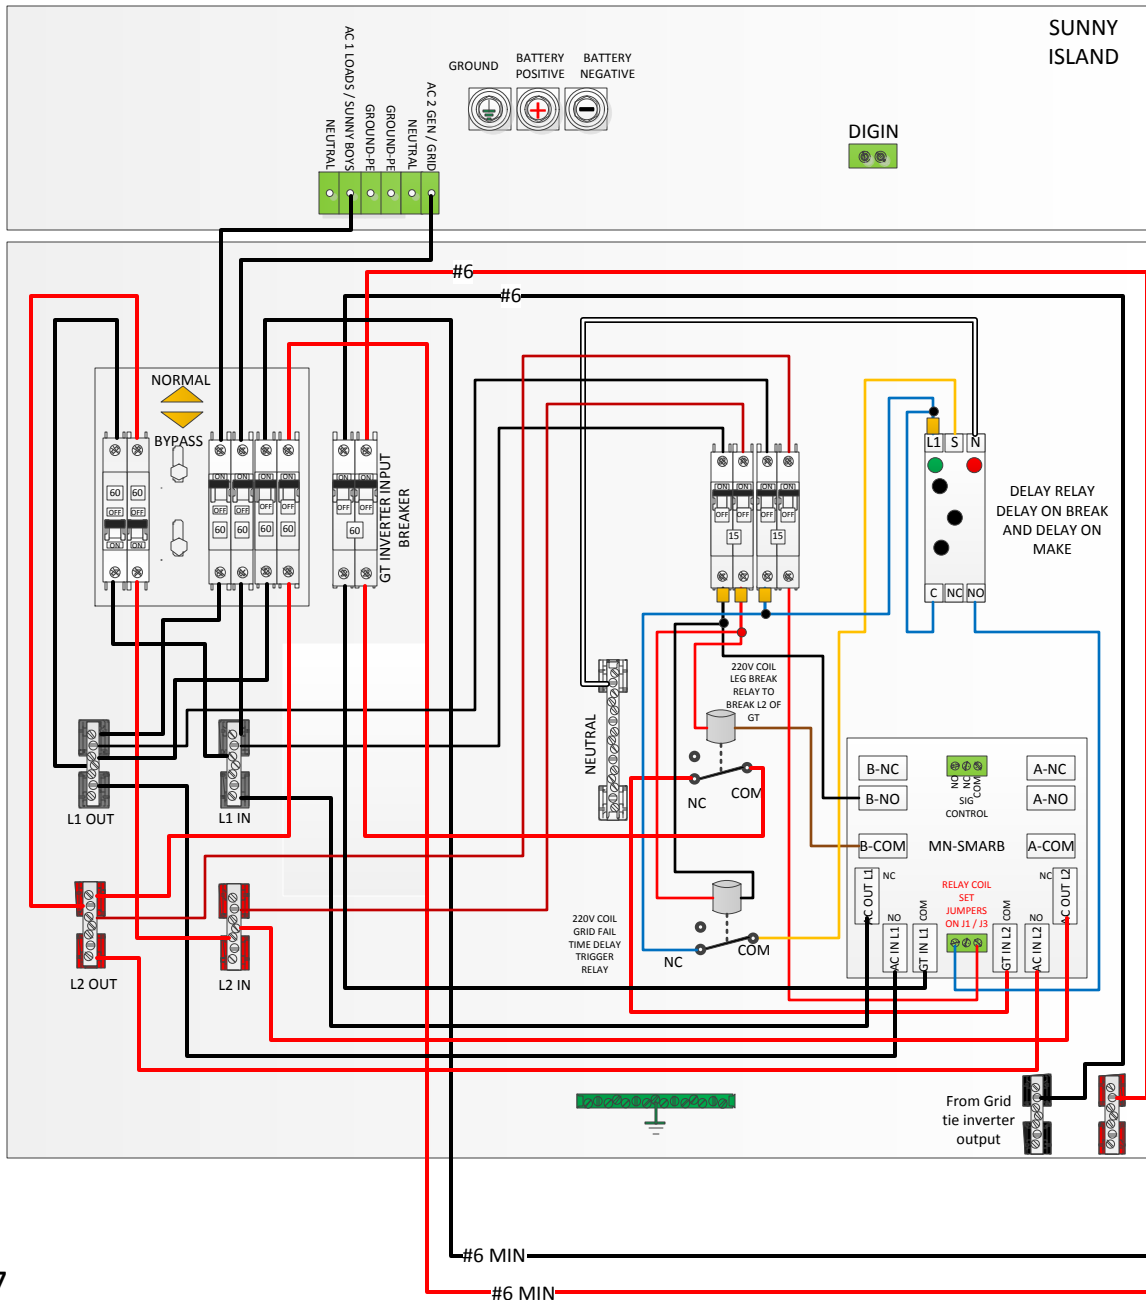 SUNNY
ISLAND
GROUND
BATTERY
POSITIVE
BATTERY
NEGATIVE
NEUTRAL
AC 1 LOADS / SUNNY BOYS
GROUND-PE
GROUND-PE
NEUTRAL
AC 2 GEN / GRID
DIGIN
#6
#6
NORMAL
BYPASS
60
60
OFF
OFF
ON
ON
ON
ON
ON
ON
OFF
OFF
OFF
OFF
60
60
60
60
ON
ON
OFF
OFF
60
GT INVERTER INPUT
BREAKER
ON
ON
ON
ON
OFF
OFF
OFF
OFF
15
15
L1
S
N
C
NC
NO
DELAY RELAY
DELAY ON BREAK
AND DELAY ON
MAKE
NEUTRAL
220V COIL
LEG BREAK
RELAY TO
BREAK L2 OF
GT
NC
COM
L1 OUT
L1 IN
L2 OUT
L2 IN
220V COIL
GRID FAIL
TIME DELAY
TRIGGER
RELAY
NC
COM
B-NC
B-NO
B-COM
NO
NC
COM
SIG
CONTROL
MN-SMARB
A-NC
A-NO
A-COM
AC OUT L1
NC
NO
AC IN L1
COM
GT IN L1
RELAY COIL
SET
JUMPERS
ON J1 / J3
COM
GT IN L2
NO
AC IN L2
NC
AC OUT L2
From Grid
tie inverter
output
#6 MIN
#6 MIN
7